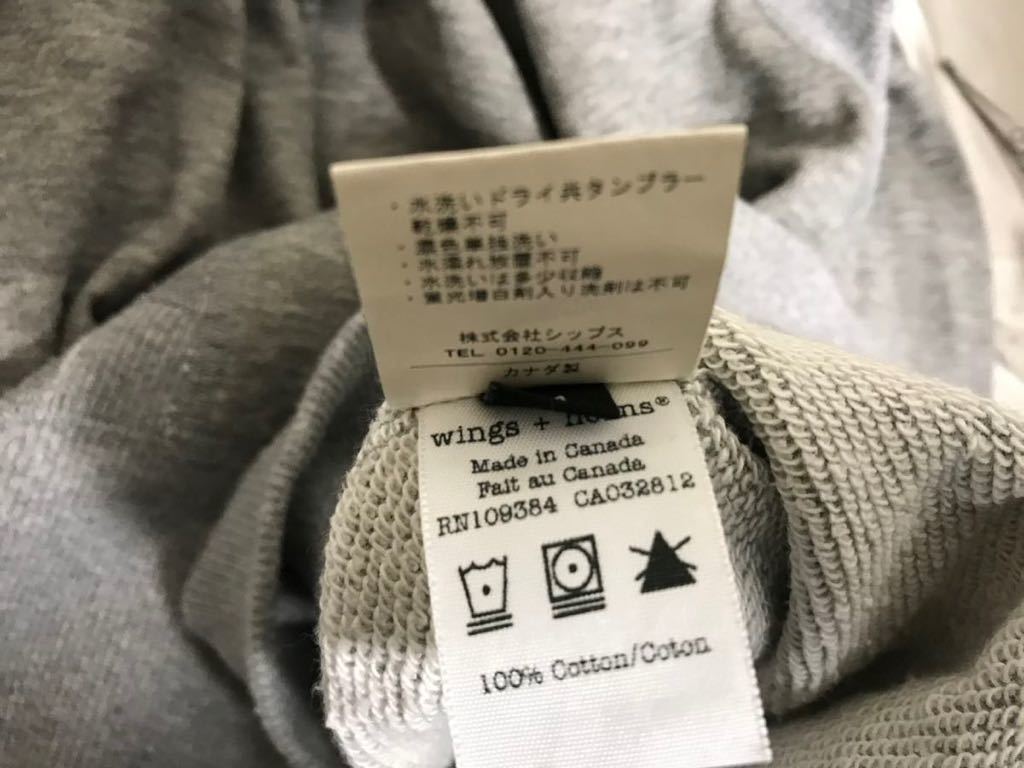 ・水洗いドライ共タンブラー
乾燥不可
・濃色単独洗い
・水濡れ放置不可
・水洗いは多少収縮
・蛍光増白剤入り洗剤は不可
株式会社シップス
TEL 0120-444-099
カナダ製
wings +
Made in Canada
Fait au Canada
RN109384 CA032812
100% Cotton/Coton